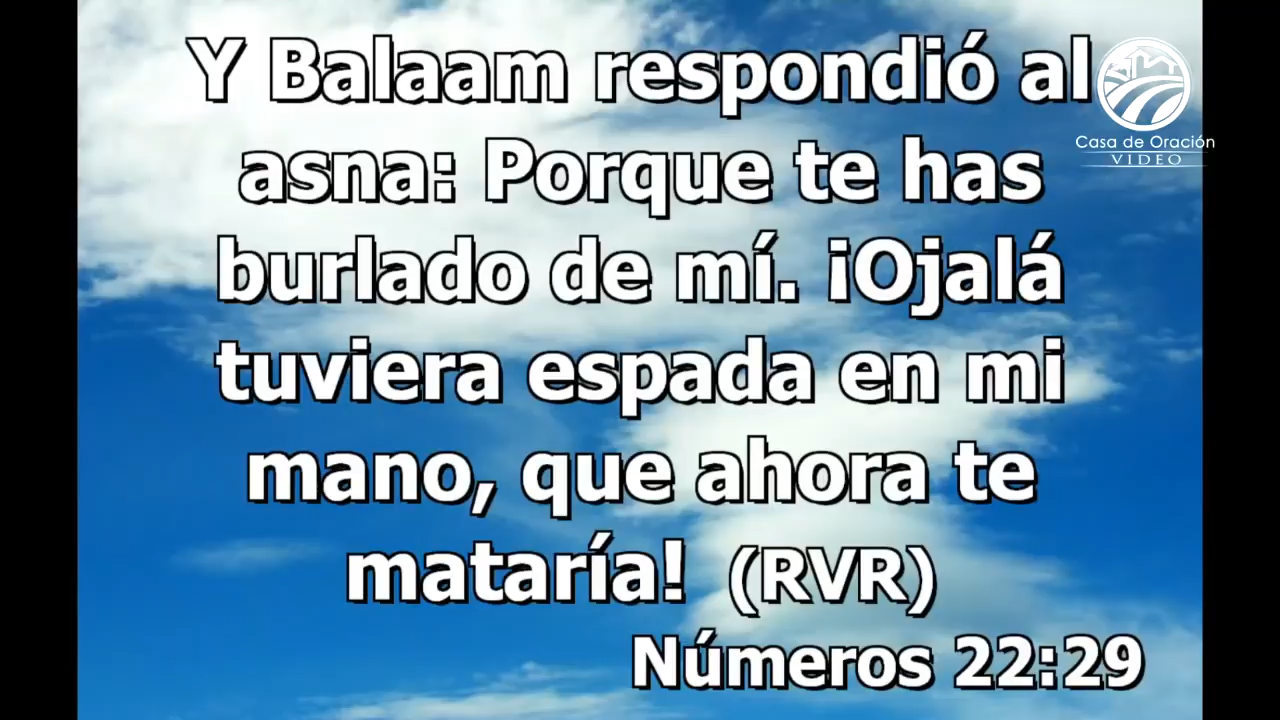 Y Balaam respondió al
asna: Porque te has
burlado de mí. ¡Ojalá
tuviera espada en mi
mano, que ahora te
mataría! (RVR)
Números 22:29
Casa de Oración
VIDEO